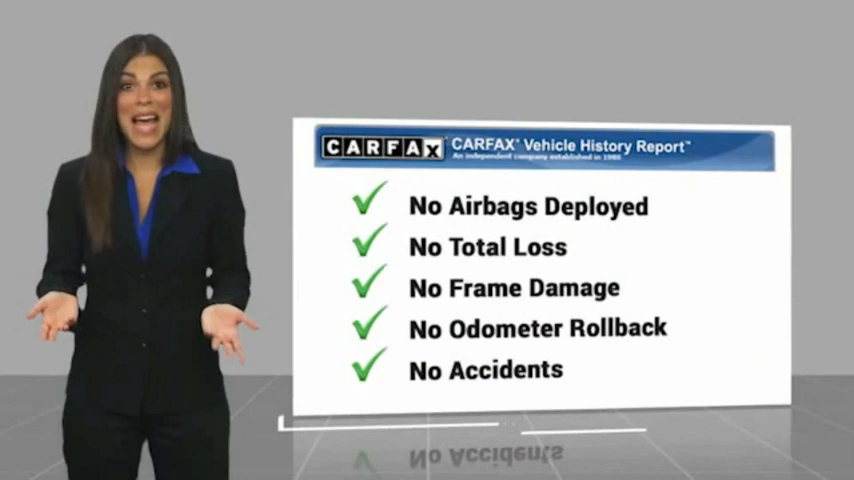 CARFAX CARFAX® Vehicle History Report™
An independent company established in 1986
No Airbags Deployed
No Total Loss
No Frame Damage
No Odometer Rollback
No Accidents
No Accidents